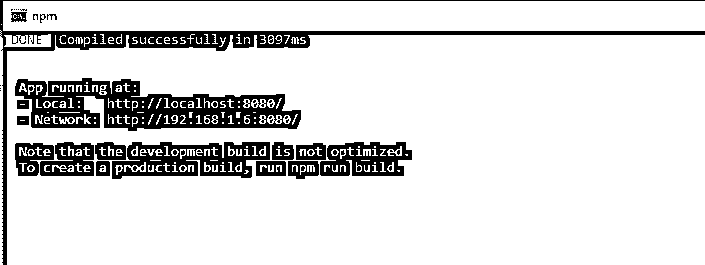 npm
DONE Compiled successfully in 3097ms
App running at:
- Local: http://localhost:8080/
- Network: http://192.168.1.6:8080/
Note that the development build is not optimized.
To create a production build, run npm run build.